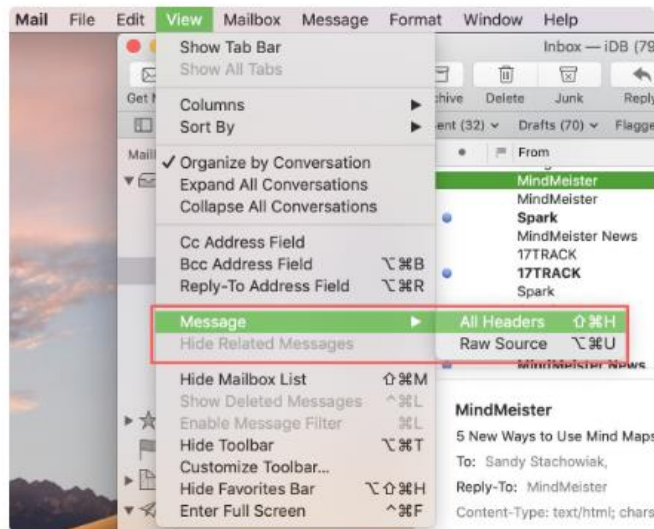 Mail File Edit View Mailbox Message Format Window Help
Inbox — iDB (79
Show Tab Bar
Show All Tabs
Get
chive Delete Junk Reply
Columns
Sort By
ent (32) Drafts (70) Flagge
Mail
From
✓ Organize by Conversation
Expand All Conversations
Collapse All Conversations
MindMeister
MindMeister
Spark
MindMeister News
17TRACK
17TRACK
Spark
Cc Address Field
Bcc Address Field ⌥⌘B
Reply-To Address Field ⌥⌘R
Message
All Headers ⇧⌘H
Hide Related Messages
Raw Source ⌥⌘U
MindMeister News
Hide Mailbox List ⇧⌘M
Show Deleted Messages ^⌘L
Enable Message Filter ⌘L
Hide Toolbar ⌥⌘T
Customize Toolbar...
Hide Favorites Bar ⌥⇧⌘H
Enter Full Screen ^⌘F
MindMeister
5 New Ways to Use Mind Maps
To: Sandy Stachowiak,
Reply-To: MindMeister
Content-Type: text/html; chars